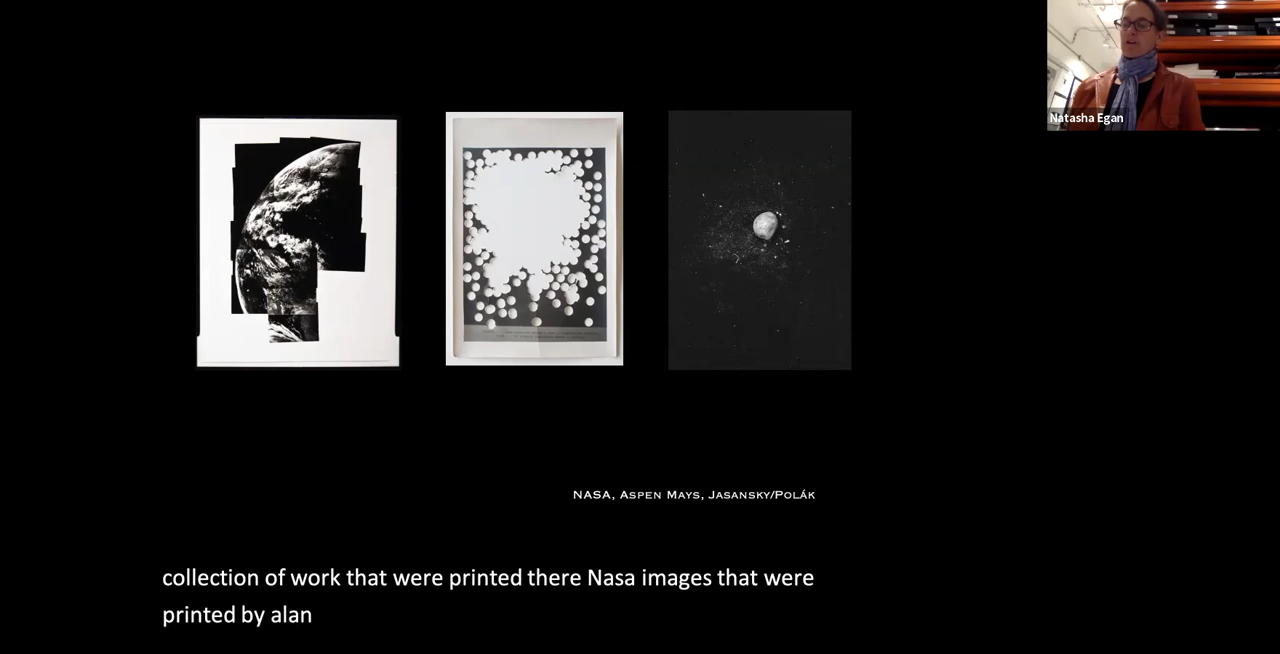 Natasha Egan
NASA, Aspen Mays, Jasansky/Polák
collection of work that were printed there Nasa images that were
printed by alan